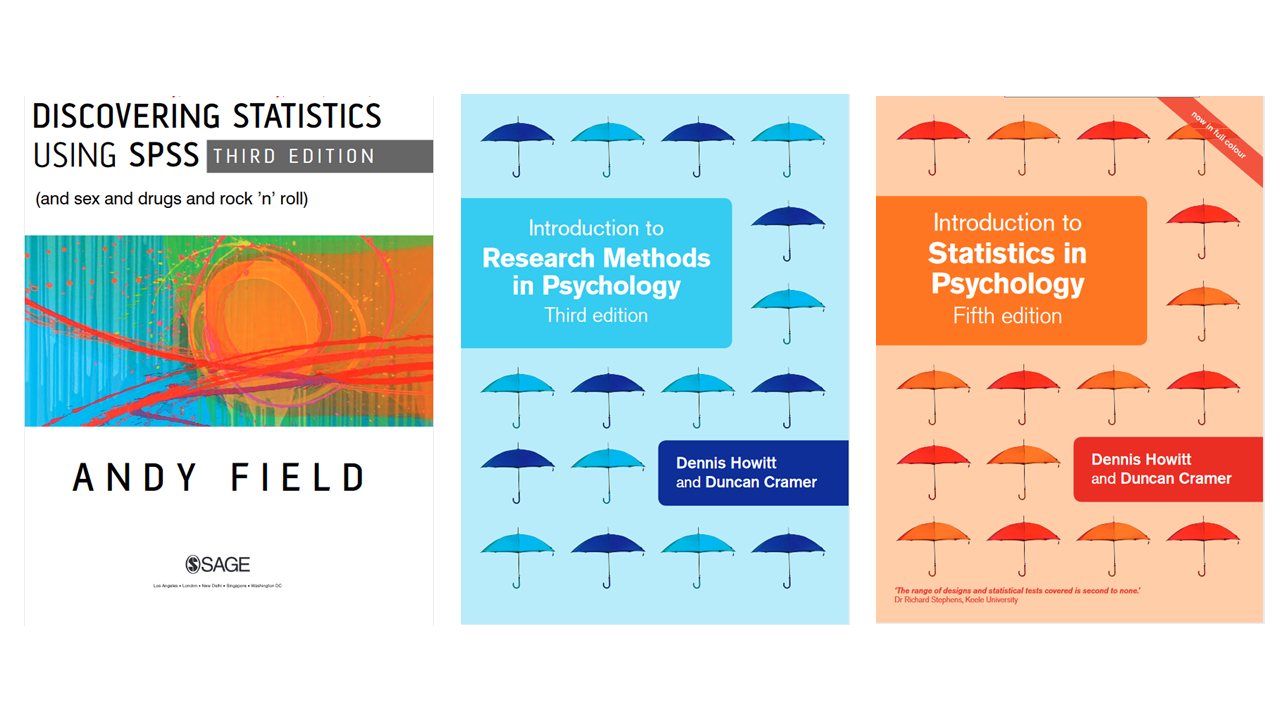 DISCOVERING STATISTICS
USING SPSS THIRD EDITION
(and sex and drugs and rock ’n’ roll)
ANDY FIELD
SAGE
Los Angeles • London • New Delhi • Singapore • Washington DC
Introduction to
Research Methods
in Psychology
Third edition
Dennis Howitt
and Duncan Cramer
now in full colour
Introduction to
Statistics in
Psychology
Fifth edition
Dennis Howitt
and Duncan Cramer
‘The range of designs and statistical tests covered is second to none.’
Dr Richard Stephens, Keele University